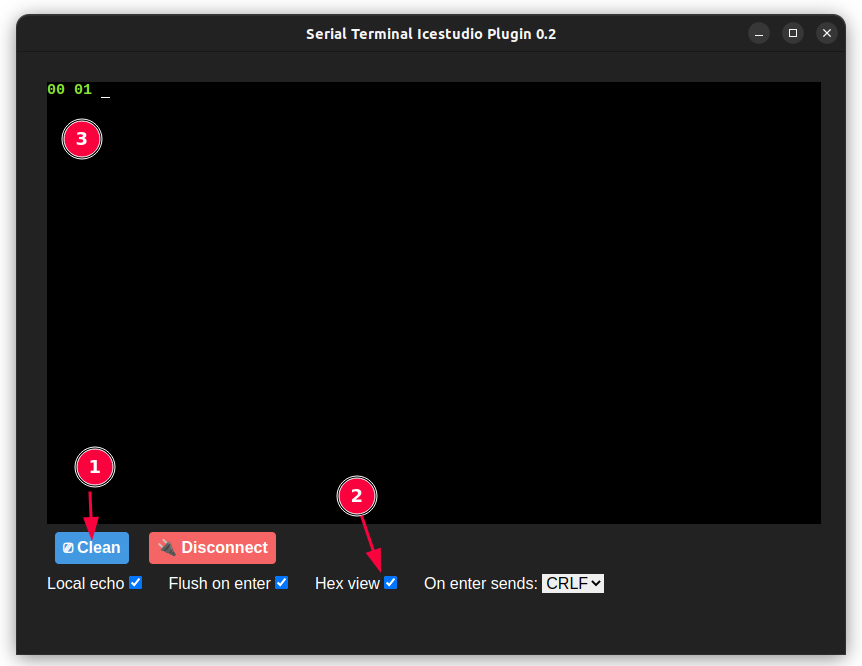 Serial Terminal Icestudio Plugin 0.2
00 01 _
3
1
2
Clean Disconnect
Local echo Flush on enter Hex view On enter sends: CRLF